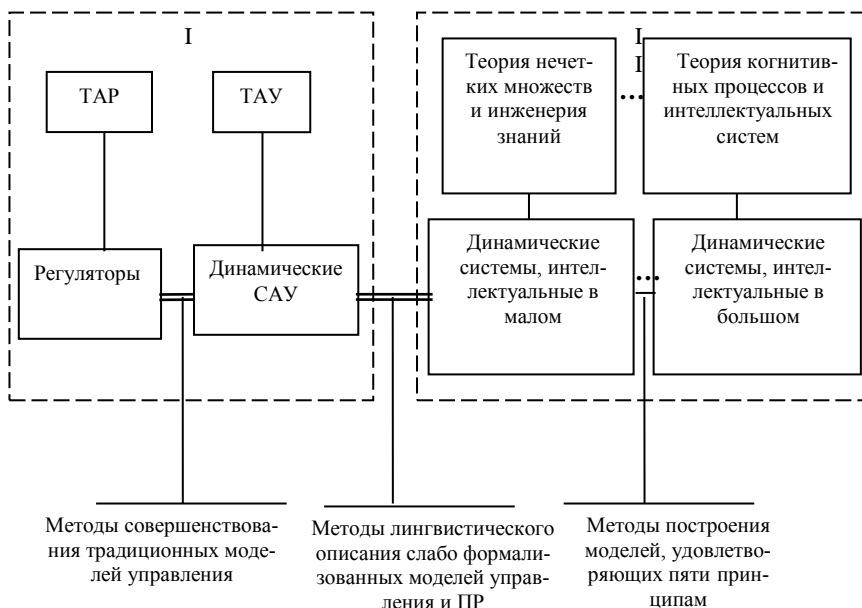 I
ТАР
ТАУ
Регуляторы
Динамические
САУ
I
I
Теория нечет-
ких множеств
и инженерия
знаний
...
Теория когнитив-
ных процессов и
интеллектуальных
систем
Динамические
системы, интел-
лектуальные в
малом
...
Динамические
системы, интел-
лектуальные в
большом
Методы совершенствова-
ния традиционных мод-
елей управления
Методы лингвистического
описания слабо формали-
зованных моделей управ-
ления и ПР
Методы построения
моделей, удовлетво-
ряющих пяти прин-
ципам